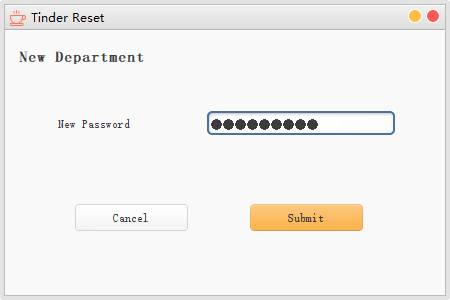 Tinder Reset
New Department
New Password ●●●●●●●●●
Cancel Submit